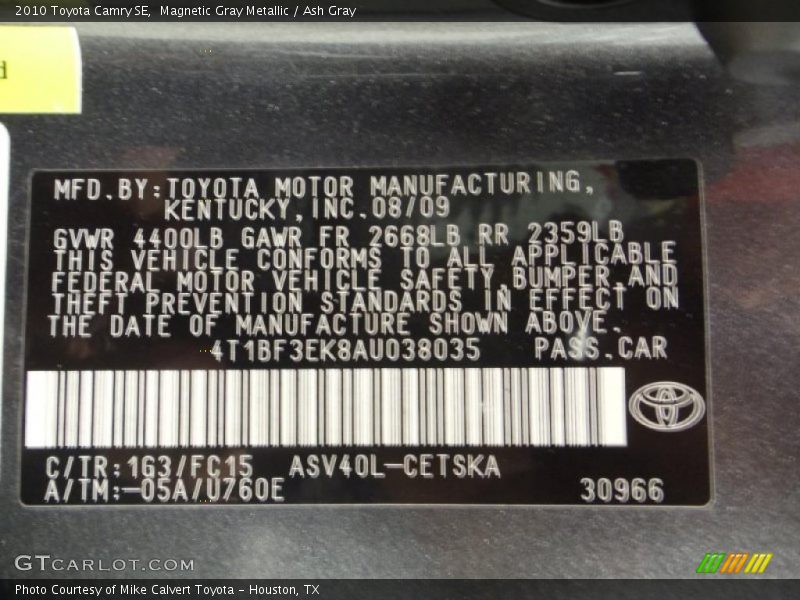 2010 Toyota Camry SE,  Magnetic Gray Metallic / Ash Gray
d
MFD.BY:TOYOTA MOTOR MANUFACTURING,
KENTUCKY,INC.08/09
GVWR 4400LB GAWR FR 2668LB RR 2359LB
THIS VEHICLE CONFORMS TO ALL APPLICABLE
FEDERAL MOTOR VEHICLE SAFETY,BUMPER,AND
THEFT PREVENTION STANDARDS IN EFFECT ON
THE DATE OF MANUFACTURE SHOWN ABOVE.
4T1BF3EK8AU038035 PASS.CAR
C/TR:1G3/FC15 ASV40L-CETSKA
A/TM:-05A/U760E 30966
GTCARLOT.COM
Photo Courtesy of Mike Calvert Toyota – Houston, TX